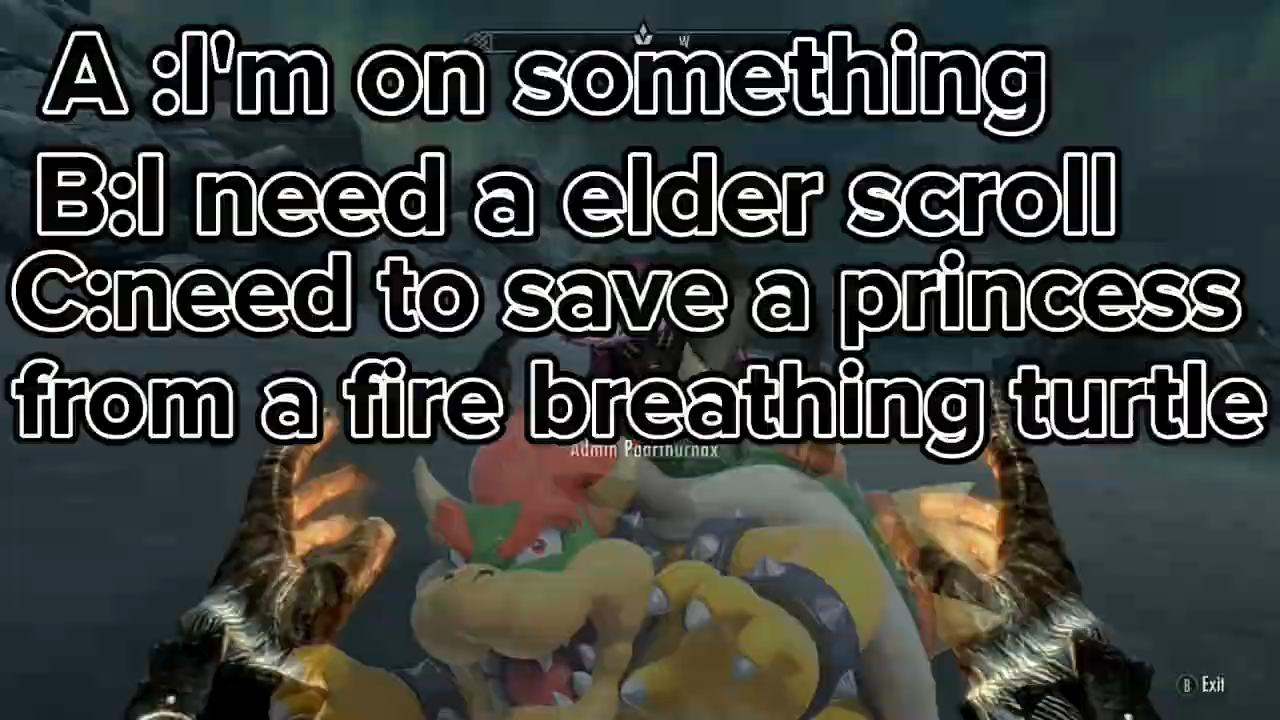 W
A :I'm on something
B:I need a elder scroll
C:need to save a princess
from a fire breathing turtle
Admin Paarthurnax
B Exit